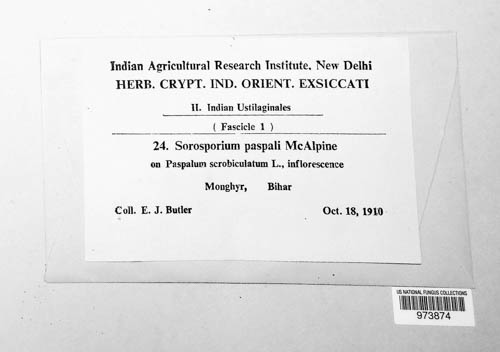 Indian Agricultural Research Institute, New Delhi
HERB. CRYPT. IND. ORIENT. EXSICCATI
II. Indian Ustilaginales
( Fascicle 1 )
24. Sorosporium paspali McAlpine
on Paspalum scrobiculatum L., inflorescence
Monghyr, Bihar
Coll. E. J. Butler Oct. 18, 1910
US NATIONAL FUNGUS COLLECTIONS
973874